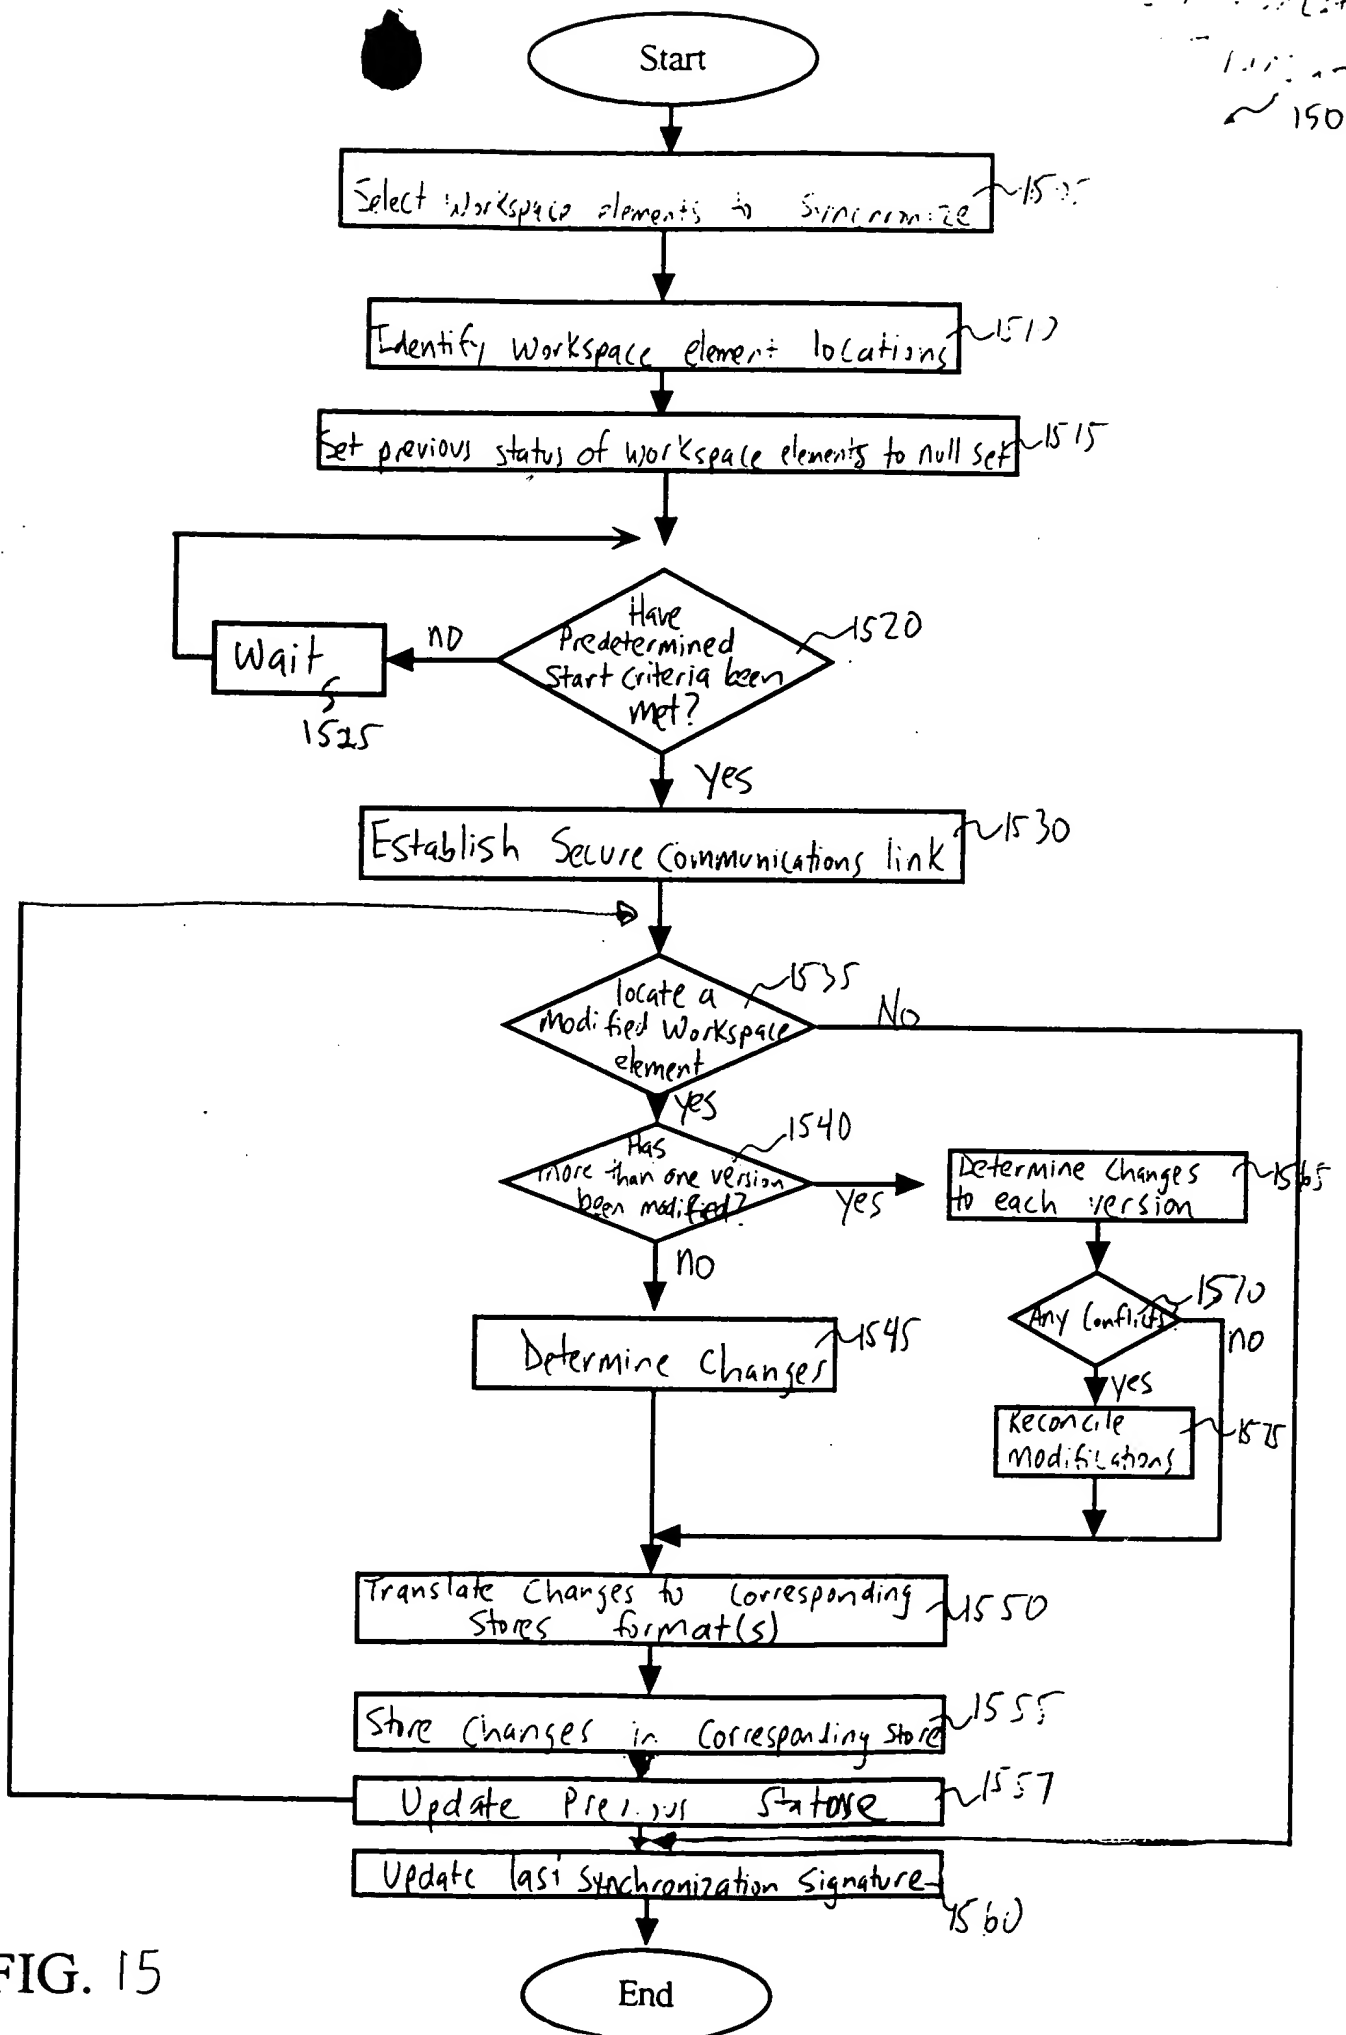 150
Start
Select Workspace elements to Syncronize
Identify Workspace element locations
1510
Set previous status of workspace elements to null set
1515
Have
Predetermined
Start Criteria been
met?
1520
no
Wait
1525
yes
Establish Secure Communications link
1530
locate a
Modified Workspace
element
1535
No
yes
Has
more than one version
been modified?
1540
yes
Determine Changes
to each version
1565
no
Any Conflicts
1570
no
yes
Determine Changes
1545
Reconcile
Modifications
1575
Translate Changes to Corresponding
Stores format(s)
1550
Store Changes in Corresponding Store
1555
Update Previous
1557
Update last Synchronization Signature
1560
End
FIG. 15